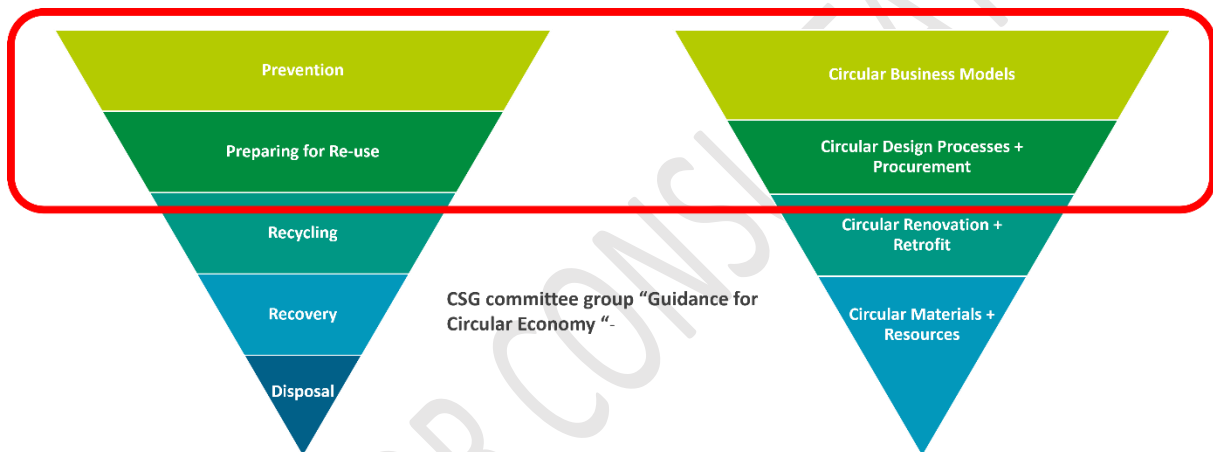 Prevention
Preparing for Re-use
Recycling
Recovery
Disposal
Circular Business Models
Circular Design Processes +
Procurement
Circular Renovation +
Retrofit
Circular Materials +
Resources
CSG committee group “Guidance for
Circular Economy “-